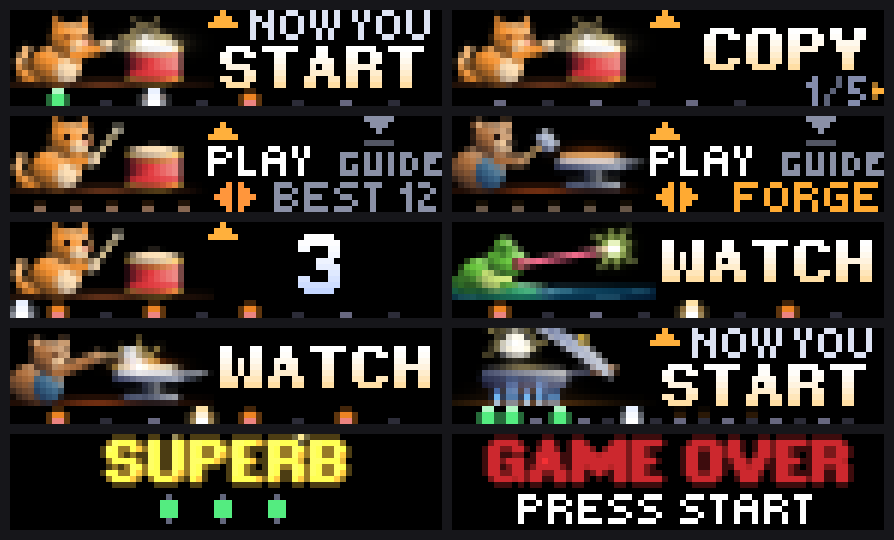 NOW YOU
START
COPY
1/5
PLAY GUIDE
BEST 12
PLAY GUIDE
FORGE
3
WATCH
WATCH
NOW YOU
START
SUPERB
GAME OVER
PRESS START